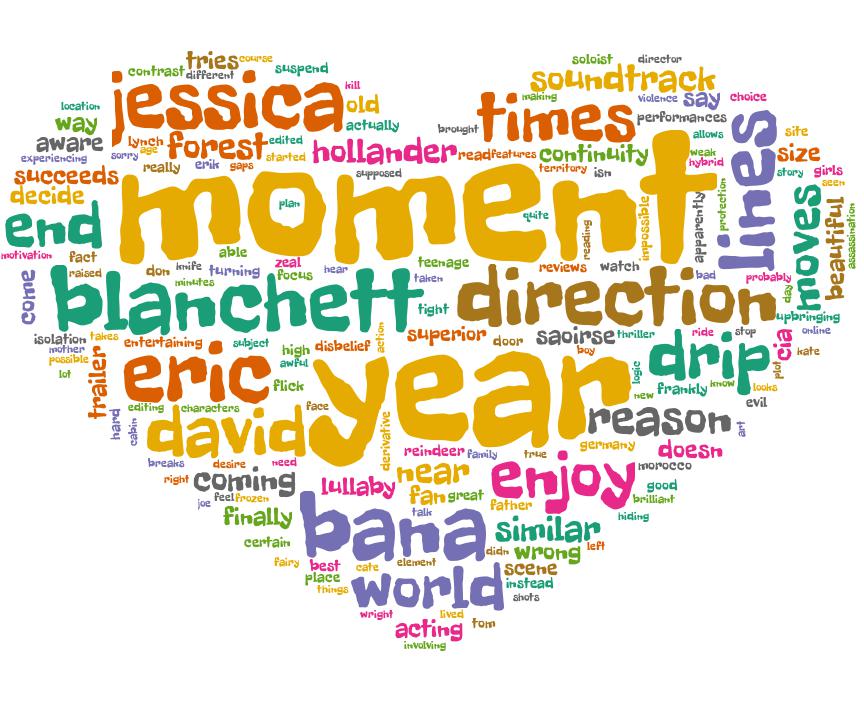 tries course
contrast different suspend
soloist director
soundtrack
jessica kill
location
old
making violence say choice
way
actually
brought times performances
aware
lynch forest edited
lines
allows site
experiencing sorry age
hollander readfeatures continuity weak size
really erik gaps started
hybrid story girls
succeeds
supposed territory isn
seen
decide
moment
plan
quite
impossible
protection
apparently
reading
moves
beautiful
assassination
end
able
motivation fact
zeal teenage reviews watch
raised don knife turning focus hear taken
bad probably
come
minutes
day
blanchett tight direction
upbringing
online
isolation takes entertaining subject
action
superior door saoirse thriller ride stop
cia
mother
high disbelief
boy
kate
possible
trailer
awful
logic
drip
plot
lot
eric flick year
frankly know looks
new
evil
editing characters face
hard
cabin
david
derivative
reason
art
reindeer family true germany doesn
breaks desire need
near
enjoy morocco
right coming lullaby
good
joe feel frozen
fan great father
brilliant
finally
bana talk
hiding
similar
certain
didn wrong left
fairy best cate element
scene
place
things
world instead
shots
wright lived
acting tom
involving